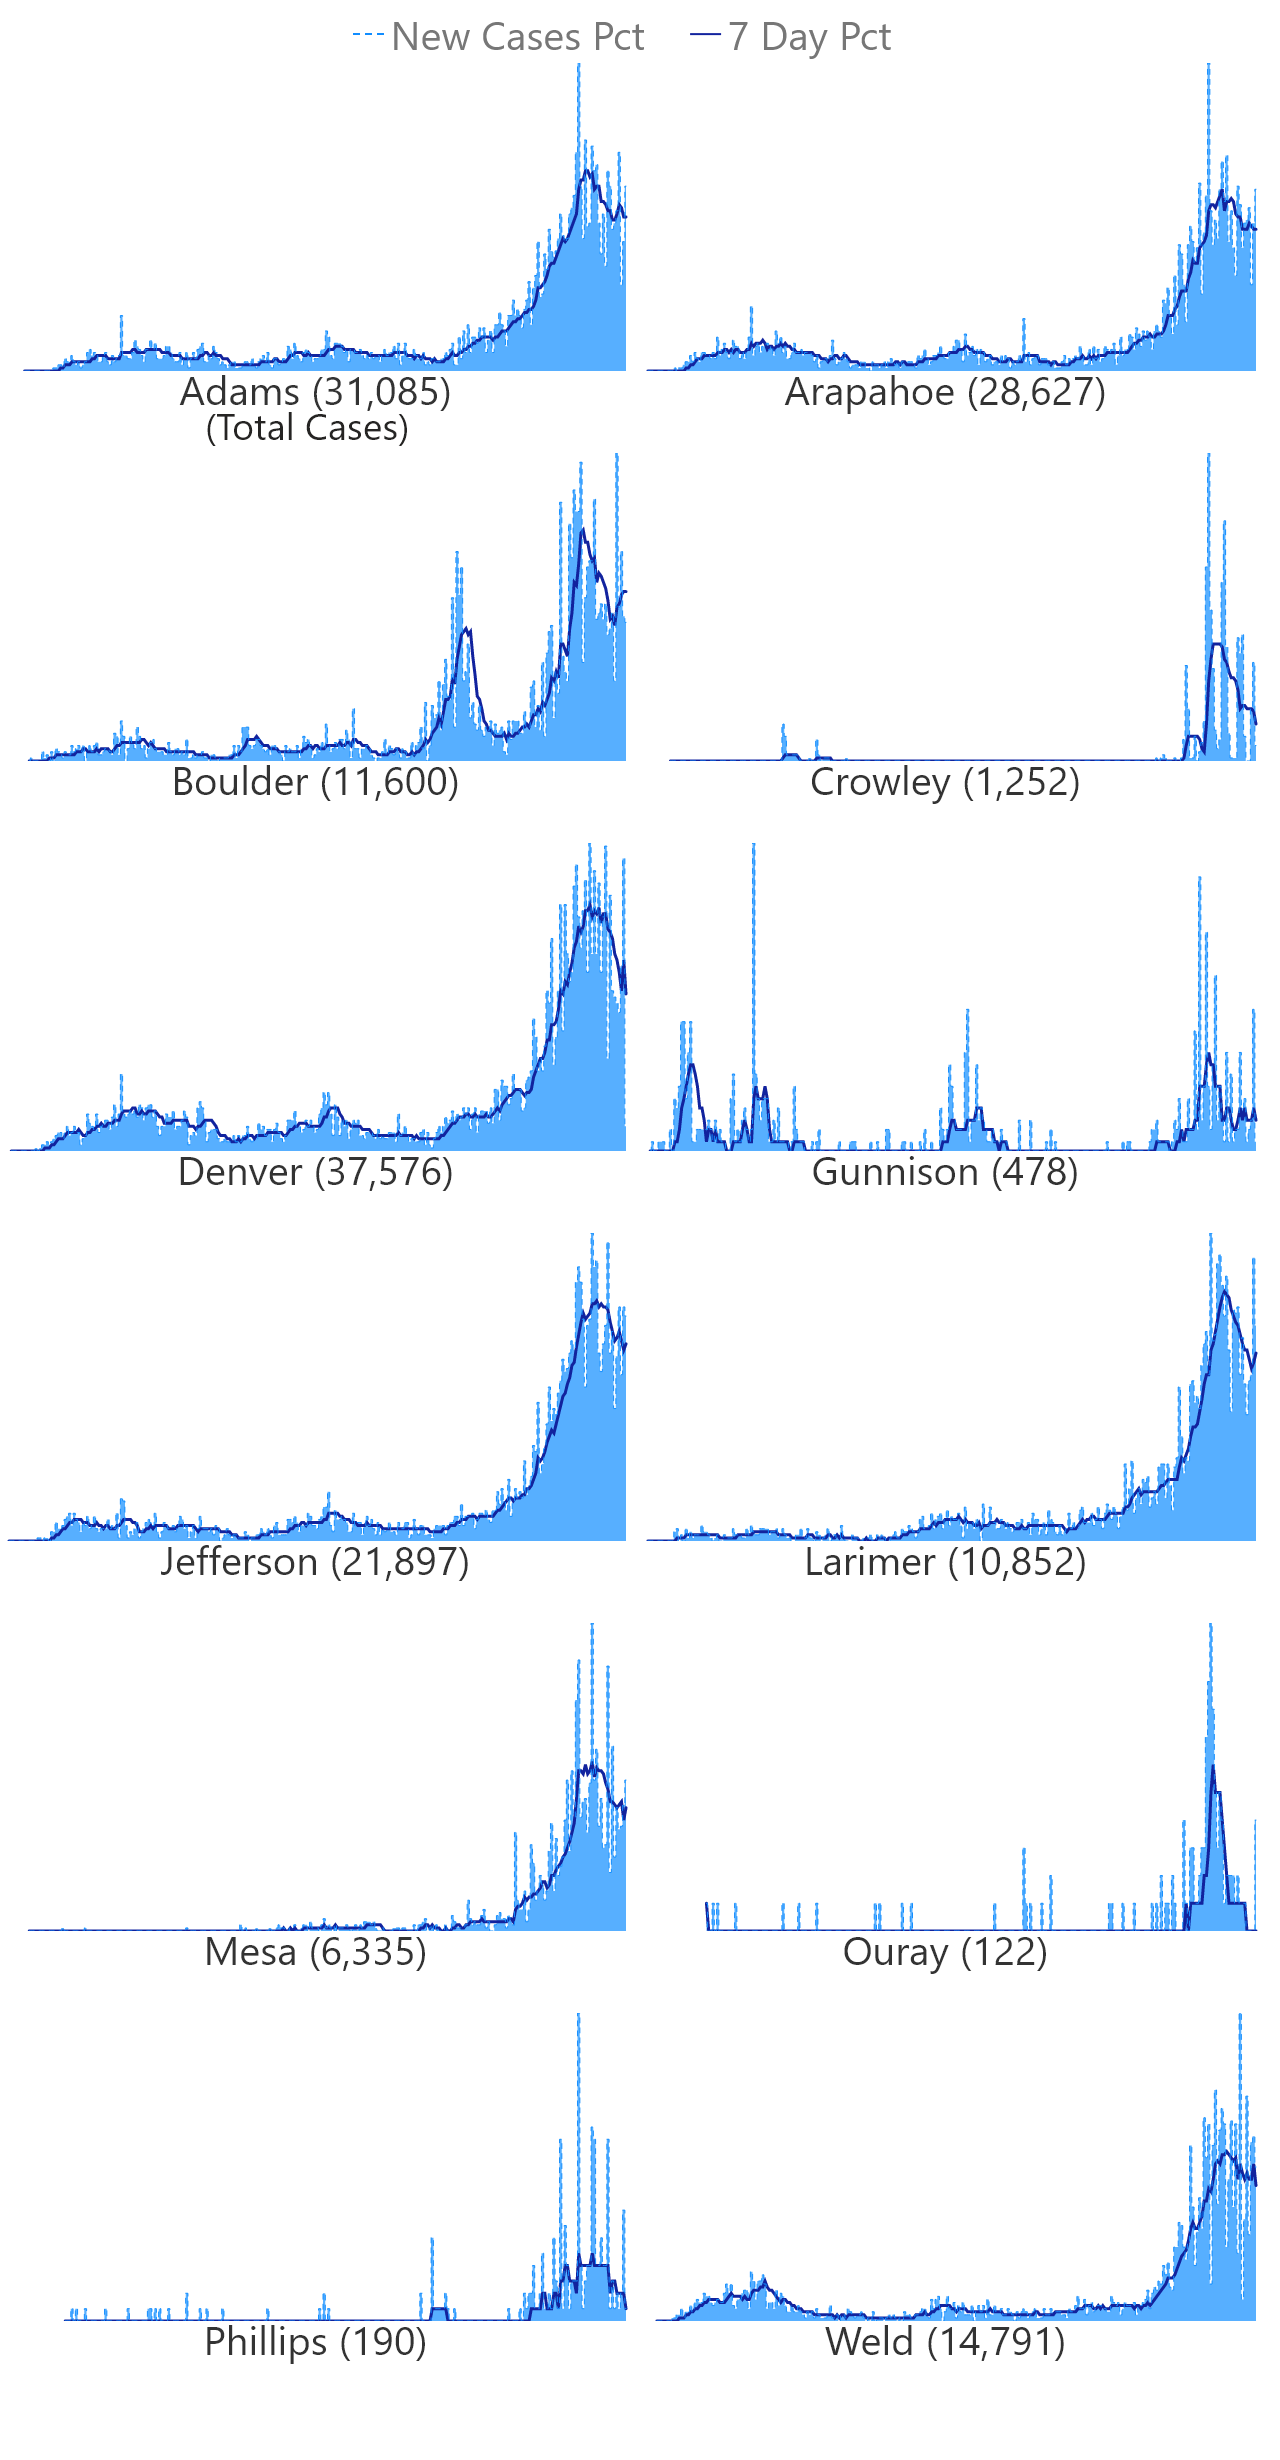 New Cases Pct 7 Day Pct
Adams (31,085)
(Total Cases)
Arapahoe (28,627)
Boulder (11,600)
Crowley (1,252)
Denver (37,576)
Gunnison (478)
Jefferson (21,897)
Larimer (10,852)
Mesa (6,335)
Ouray (122)
Phillips (190)
Weld (14,791)